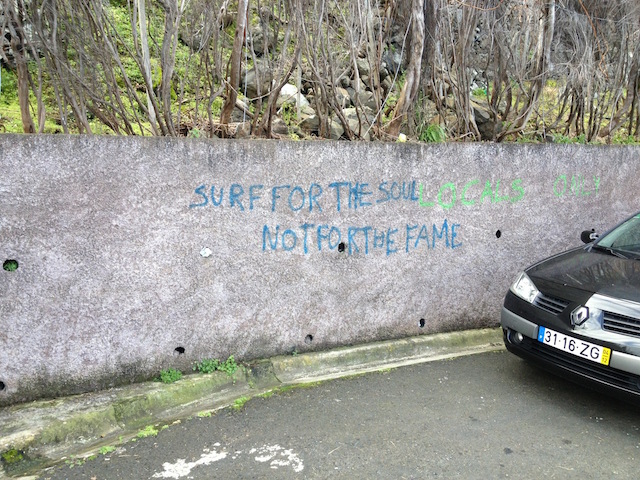 SURF FOR THE SOUL LOCALS ONLY
NOT FOR THE FAME
31-16-ZG